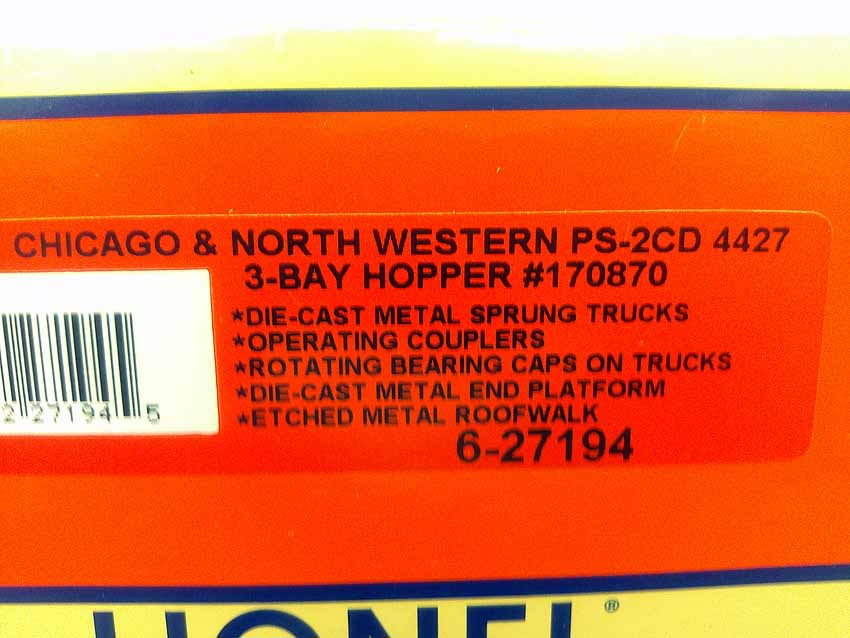 CHICAGO & NORTH WESTERN PS-2CD 4427
3-BAY HOPPER #170870
*DIE-CAST METAL SPRUNG TRUCKS
*OPERATING COUPLERS
*ROTATING BEARING CAPS ON TRUCKS
*DIE-CAST METAL END PLATFORM
*ETCHED METAL ROOFWALK
2 27194 5
6-27194
LIONEL®